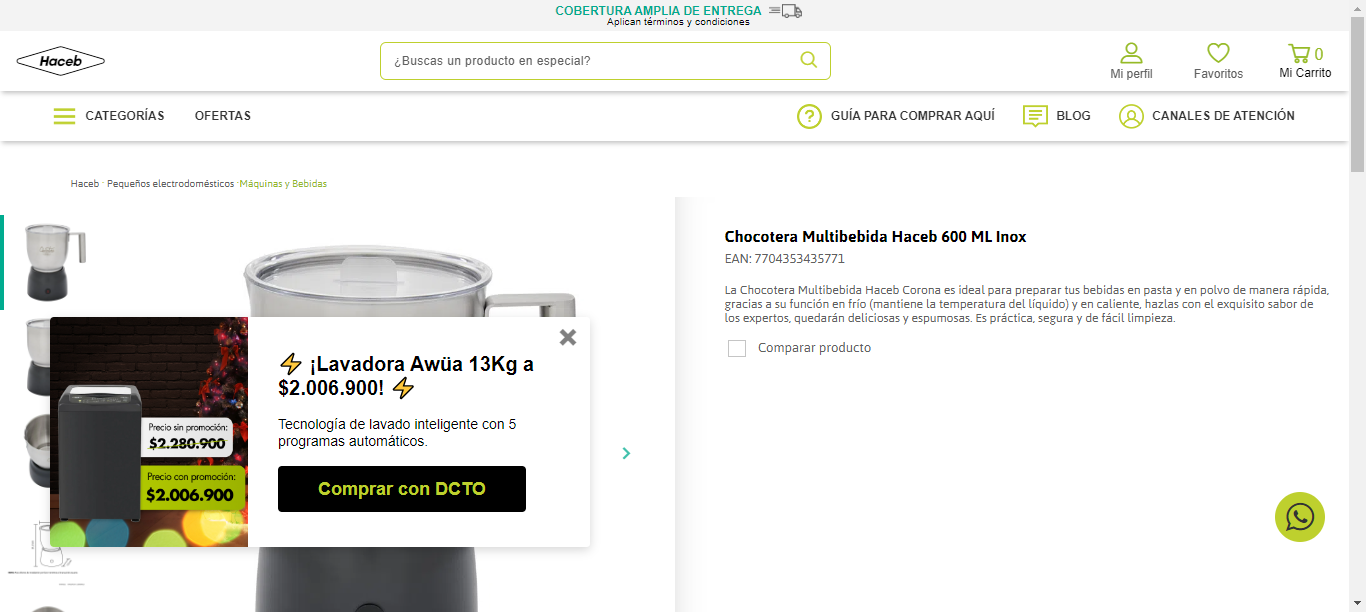 COBERTURA AMPLIA DE ENTREGA
Aplican términos y condiciones
Haceb
¿Buscas un producto en especial?
Mi perfil
Favoritos
0
Mi Carrito
CATEGORÍAS
OFERTAS
GUÍA PARA COMPRAR AQUÍ
BLOG
CANALES DE ATENCIÓN
Haceb · Pequeños electrodomésticos · Máquinas y Bebidas
Chocotera Multibebida Haceb 600 ML Inox
EAN: 7704353435771
La Chocotera Multibebida Haceb Corona es ideal para preparar tus bebidas en pasta y en polvo de manera rápida,
gracias a su función en frío (mantiene la temperatura del líquido) y en caliente, hazlas con el exquisito sabor de
los expertos, quedarán deliciosas y espumosas. Es práctica, segura y de fácil limpieza.
Comparar producto
⚡ ¡Lavadora Awüa 13Kg a
$2.006.900! ⚡
Tecnología de lavado inteligente con 5
programas automáticos.
Comprar con DCTO
Precio sin promoción:
$2.280.900
Precio con promoción:
$2.006.900